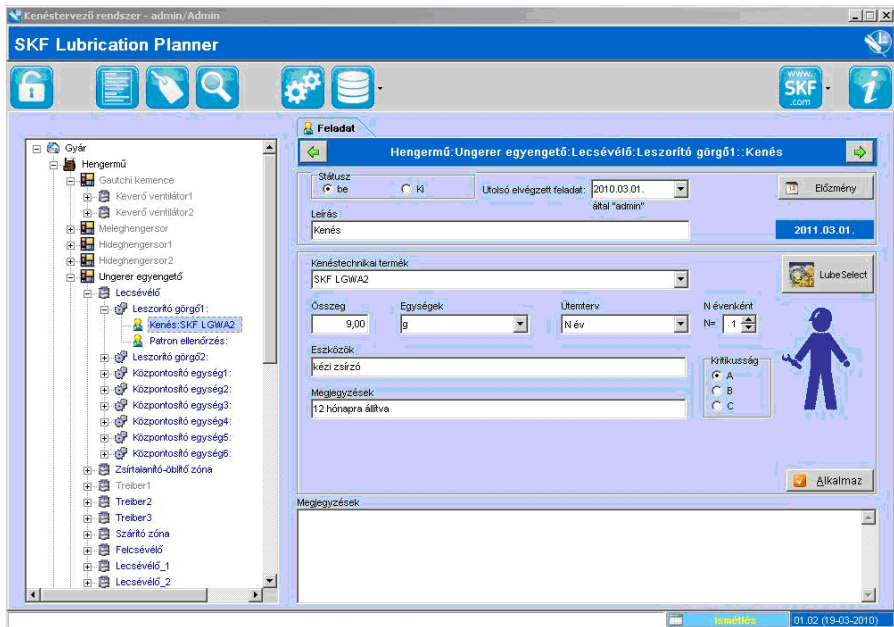 Kenéstervező rendszer - admin/Admin
SKF Lubrication Planner
www.
SKF
.com
Feladat
Hengermű:Ungerer egyengető:Lecsévélő:Leszorító görgő1::Kenés
Gyár
Hengermű
Gautchi kemence
Keverő ventilátor1
Keverő ventilátor2
Meleghengersor
Hideghengersor1
Hideghengersor2
Ungerer egyengető
Lecsévélő
Leszorító görgő1:
Kenés:SKF LGWA2
Patron ellenőrzés:
Leszorító görgő2:
Központosító egység1:
Központosító egység2:
Központosító egység3:
Központosító egység4:
Központosító egység5:
Központosító egység6:
Zsírtalanító-öblítő zóna
Treiber1
Treiber2
Treiber3
Szárító zóna
Felcsévélő
Lecsévélő_1
Lecsévélő_2
Státusz
be Ki
Utolsó elvégzett feladat: 2010.03.01.
által "admin"
Előzmény
Leírás
Kenés
2011.03.01.
Kenéstechnikai termék
SKF LGWA2
LubeSelect
Összeg Egységek Ütemterv N évenként
9,00 g N év N= 1
Eszközök
kézi zsírzó
Kritikusság
A
B
C
Megjegyzések
12 hónapra állítva
Alkalmaz
Megjegyzések
Ismétlés
01.02 (19-03-2010)